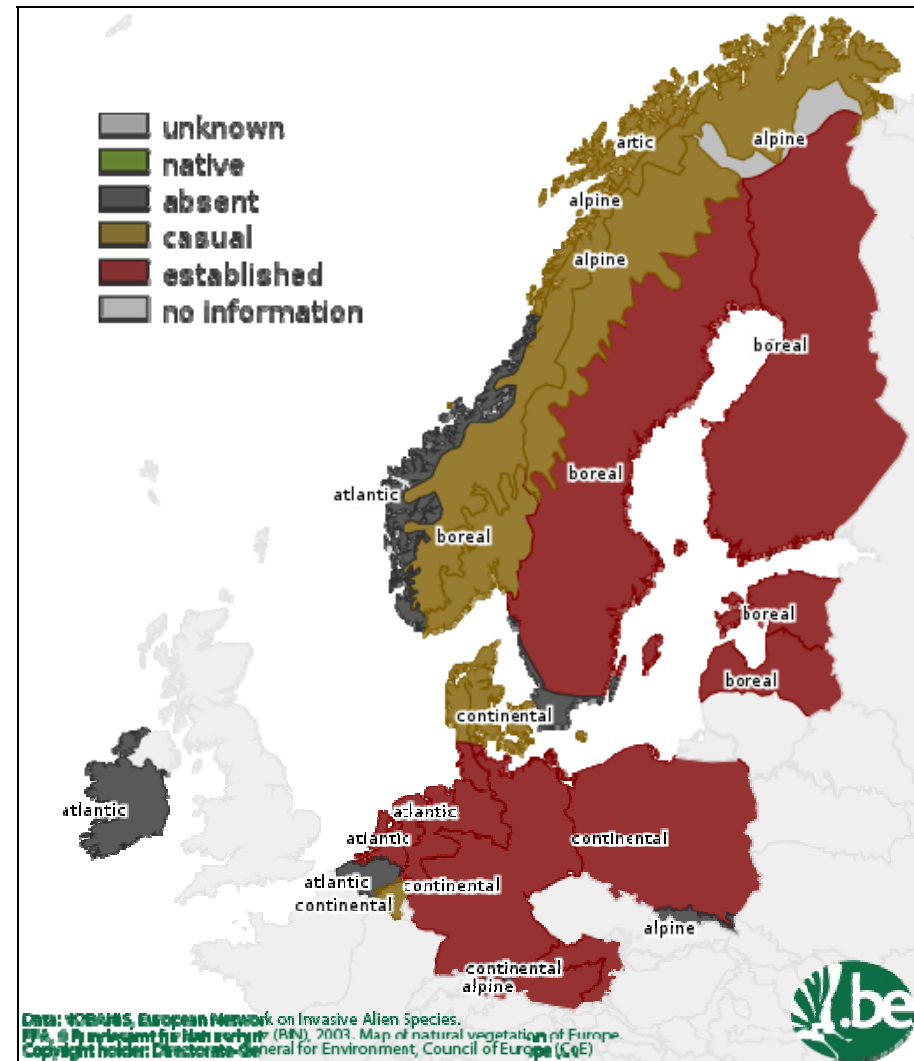 unknown
native
absent
casual
established
no information
artic
alpine
alpine
alpine
boreal
boreal
atlantic
boreal
boreal
boreal
continental
atlantic
atlantic
atlantic
continental
atlantic
continental
continental
alpine
continental
alpine
.be
Data: NOBANIS, European Network on Invasive Alien Species.
(BfN), 2003. Map of natural vegetation of Europe.
Copyright holder: Directorate-General for Environment, Council of Europe (CoE)